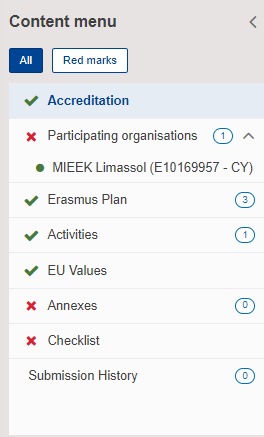 Content menu
All Red marks
Accreditation
Participating organisations 1
MIEEK Limassol (E10169957 - CY)
Erasmus Plan 3
Activities 1
EU Values
Annexes 0
Checklist
Submission History 0